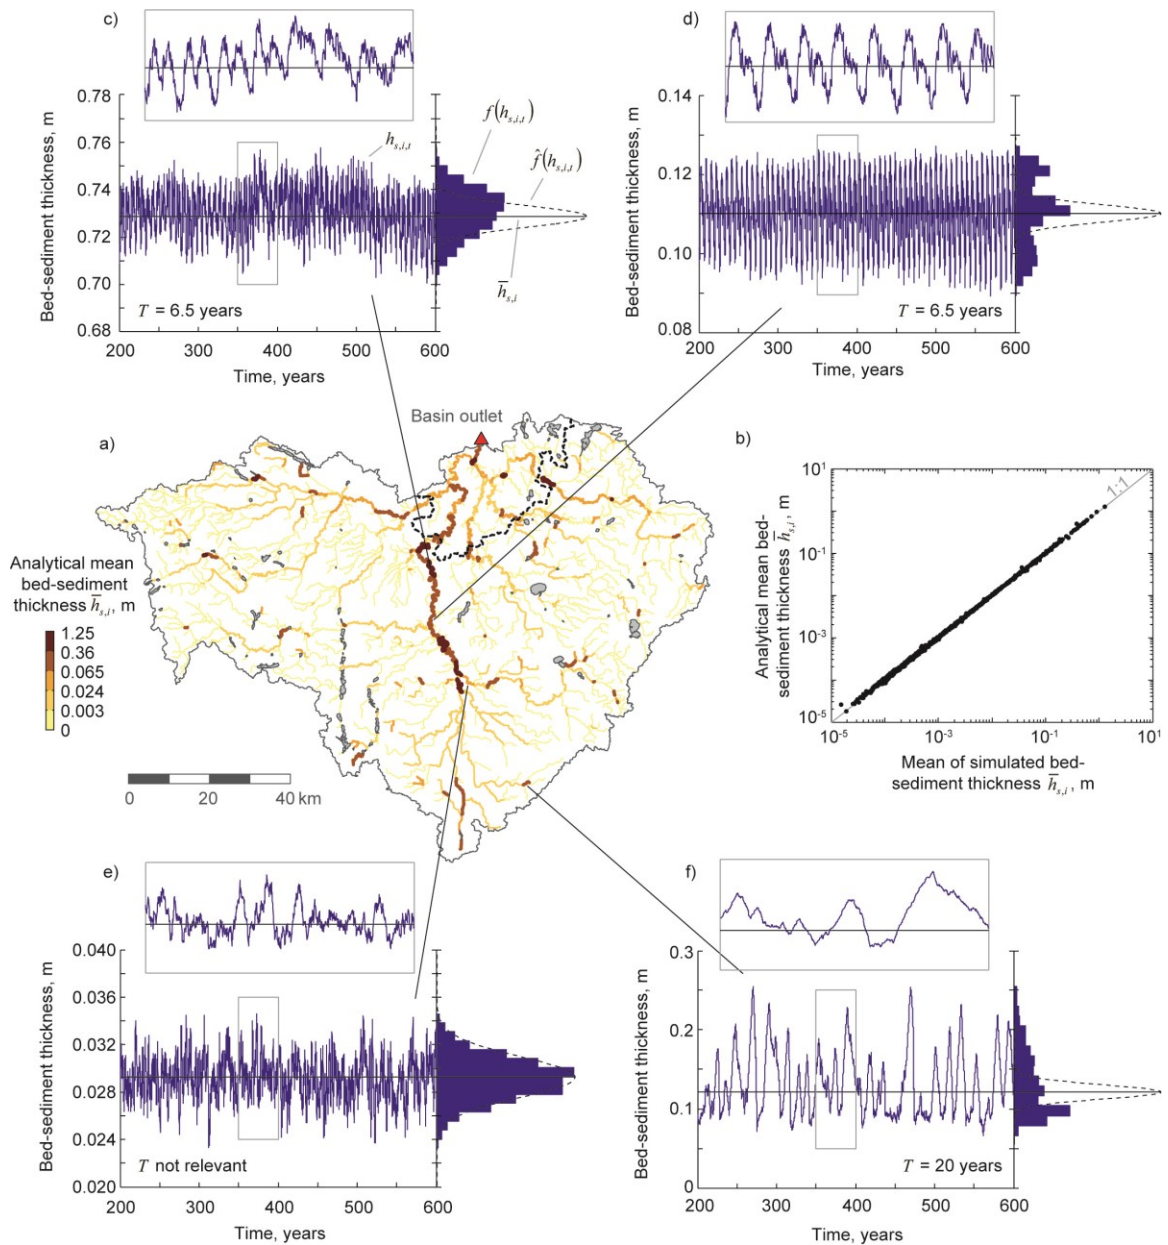 c)
0.78
0.76
0.74
0.72
0.70
0.68
Bed-sediment thickness, m
f(h_{s,i,t})
h_{s,i,t}
f̂(h_{s,i,t})
h̄_{s,i}
T = 6.5 years
200 300 400 500 600
Time, years
d)
0.14
0.12
0.10
0.08
Bed-sediment thickness, m
T = 6.5 years
200 300 400 500 600
Time, years
a)
Basin outlet
Analytical mean
bed-sediment
thickness h̄_{s,i}, m
1.25
0.36
0.065
0.024
0.003
0
0 20 40 km
b)
10^1
10^{-1}
10^{-3}
10^{-5}
Analytical mean bed-
sediment thickness h̄_{s,i}, m
1:1
10^{-5} 10^{-3} 10^{-1} 10^1
Mean of simulated bed-
sediment thickness h̄_{s,i}, m
e)
0.040
0.036
0.032
0.028
0.024
0.020
Bed-sediment thickness, m
T not relevant
200 300 400 500 600
Time, years
f)
0.3
0.2
0.1
0
Bed-sediment thickness, m
T = 20 years
200 300 400 500 600
Time, years